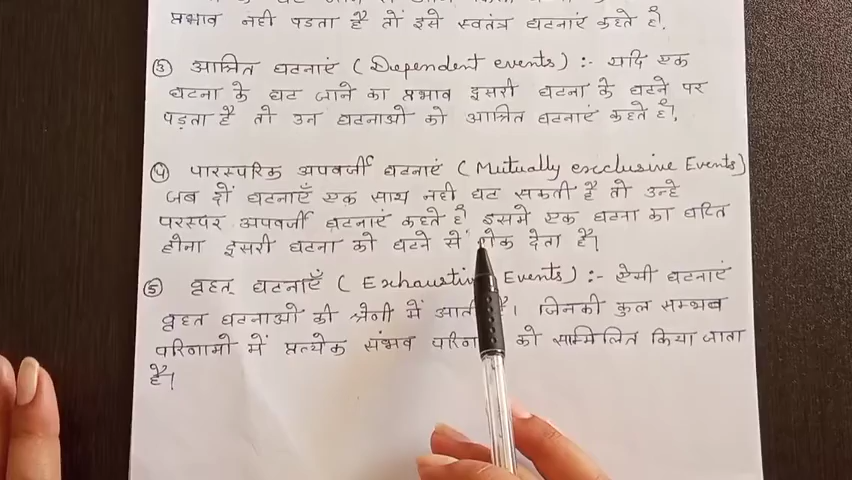 प्रभाव नही पडता है तों इसे स्वतंत्र घटनाएं कहते है.
③ आश्रित घटनाएं (Dependent events) :- यदि एक
घटना के घट जाने का प्रभाव दुसरी घटना के घटने पर
पड़ता है तो उन घटनाओ को आश्रित घटनाएं कहते है.
④ पारस्परिक अपवर्जी घटनाएं (Mutually exclusive Events)
जब दों घटनाएँ एक साथ नही घट सकती है तो उन्हे
परस्पर अपवर्जी घटनाएं कहते है इसमे एक घटना का घटित
होना दुसरी घटना को घटने सें रोक देता है।
⑤ वृहत् घटनाएँ ( Exhaustive Events) :- ऐसी घटनाएं
वृहत घटनाओ की श्रेणी में आती है। जिनकी कुल सम्भव
परिणामो में प्रत्येक संभव को सम्मिलित किया जाता
है।